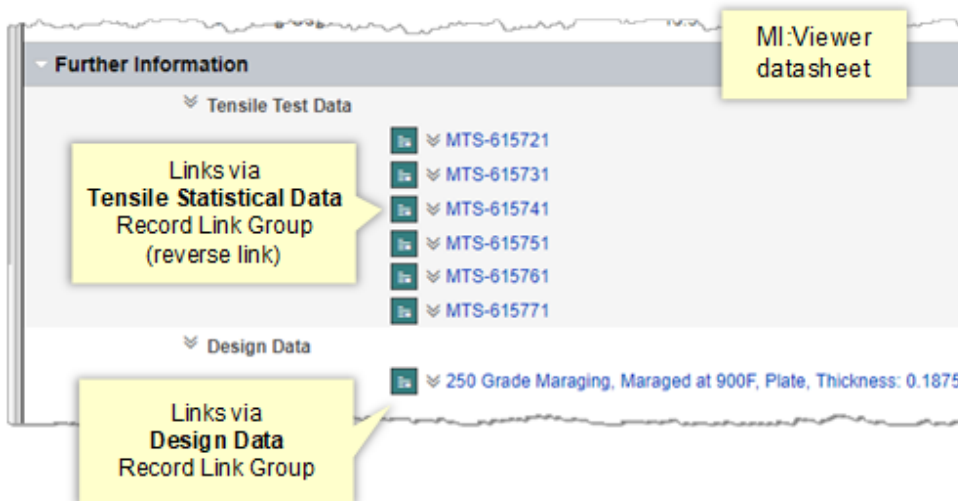 MI:Viewer
datasheet
Further Information
Tensile Test Data
MTS-615721
MTS-615731
MTS-615741
MTS-615751
MTS-615761
MTS-615771
Links via
Tensile Statistical Data
Record Link Group
(reverse link)
Design Data
250 Grade Maraging, Maraged at 900F, Plate, Thickness: 0.1875
Links via
Design Data
Record Link Group